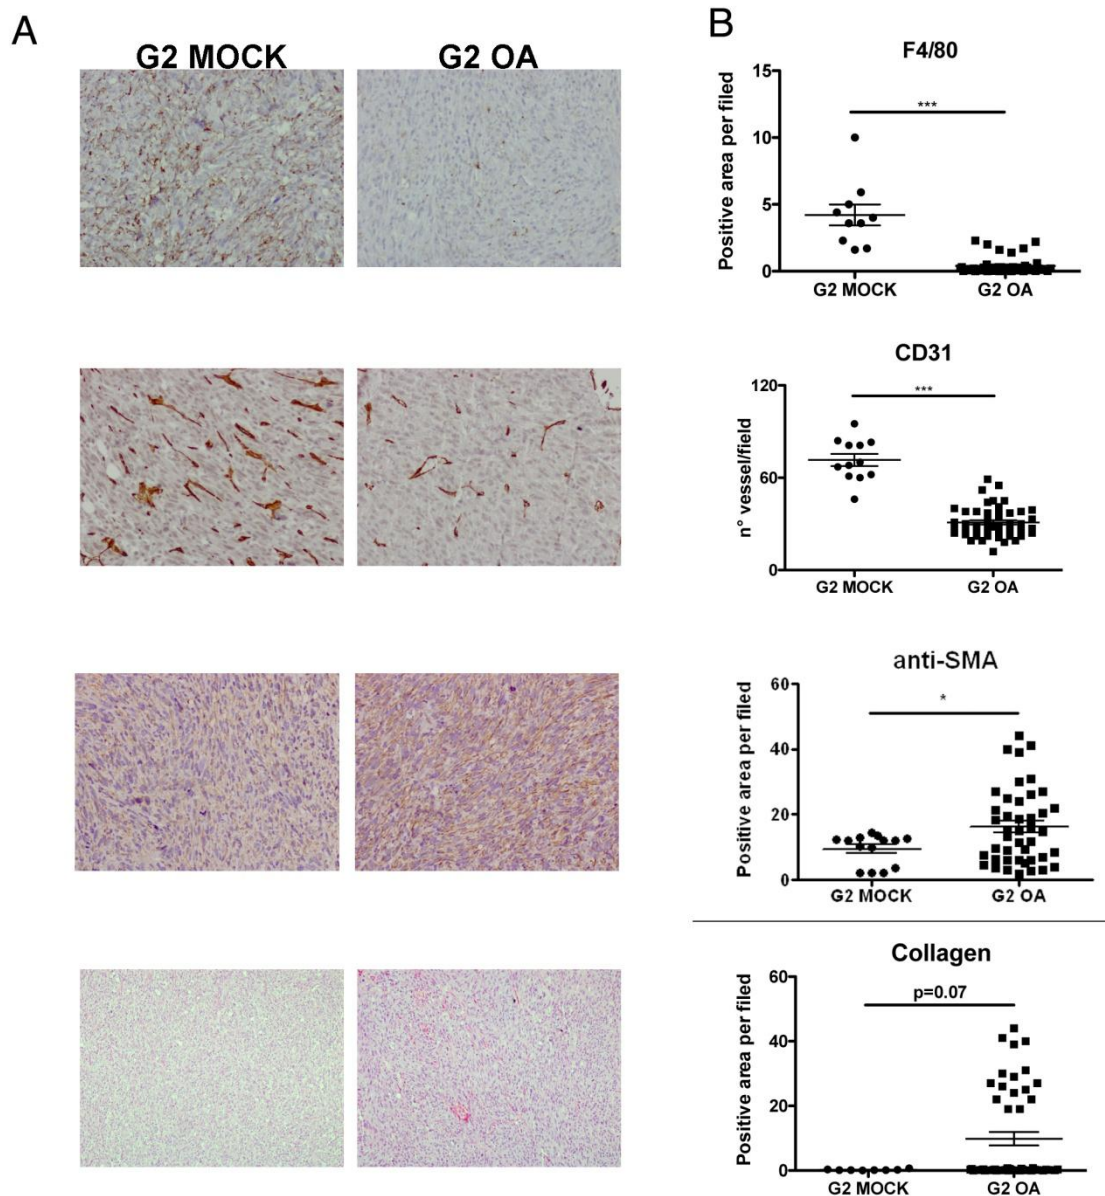 A
G2 MOCK G2 OA
B
F4/80
Positive area per filed
15
10
5
0
***
G2 MOCK G2 OA
CD31
n° vessel/field
120
60
0
***
G2 MOCK G2 OA
anti-SMA
Positive area per filed
60
40
20
0
*
G2 MOCK G2 OA
Collagen
Positive area per filed
60
40
20
0
p=0.07
G2 MOCK G2 OA